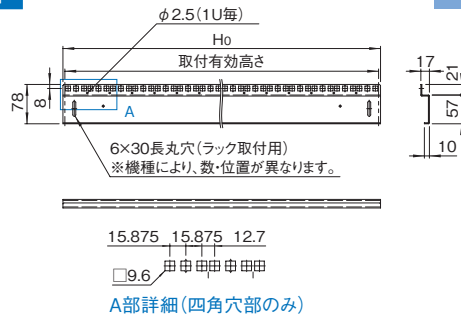 φ2.5(1U毎)
H0
取付有効高さ
17
21
78
8
57
A
10
6×30長丸穴(ラック取付用)
※機種により、数・位置が異なります。
15.875 15.875 12.7
□9.6
A部詳細(四角穴部のみ)